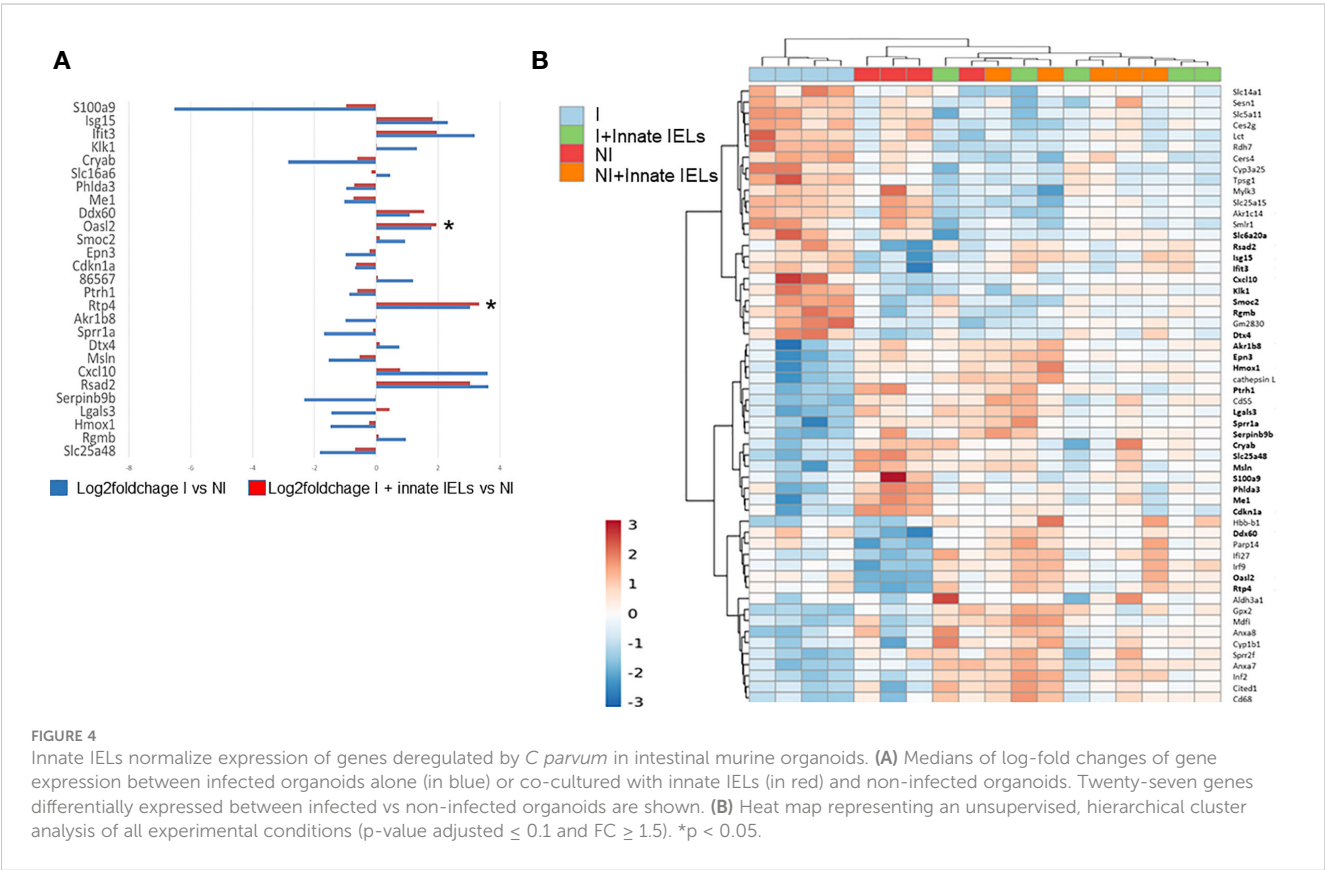 A
S100a9
Isg15
Ifit3
Klk1
Cryab
Slc16a6
Phlda3
Me1
Ddx60
Oasl2
*
Smoc2
Epn3
Cdkn1a
86567
Ptrh1
Rtp4
*
Akr1b8
Sprr1a
Dtx4
Msln
Cxcl10
Rsad2
Serpinb9b
Lgals3
Hmox1
Rgmb
Slc25a48
-8 -6 -4 -2 0 2 4
Log2foldchage I vs NI Log2foldchage I + innate IELs vs NI
B
I
I+Innate IELs
NI
NI+Innate IELs
3
2
1
0
-1
-2
-3
Slc14a1
Sesn1
Slc5a11
Ces2g
Lct
Rdh7
Cers4
Cyp3a25
Tpsg1
Mylk3
Slc25a15
Akr1c14
Smlr1
Slc6a20a
Rsad2
Isg15
Ifit3
Cxcl10
Klk1
Smoc2
Rgmb
Gm2830
Dtx4
Akr1b8
Epn3
Hmox1
cathepsin L
Ptrh1
Cd55
Lgals3
Sprr1a
Serpinb9b
Cryab
Slc25a48
Msln
S100a9
Phlda3
Me1
Cdkn1a
Hbb-b1
Ddx60
Parp14
Ifi27
Irf9
Oasl2
Rtp4
Aldh3a1
Gpx2
Mdfi
Anxa8
Cyp1b1
Sprr2f
Anxa7
Inf2
Cited1
Cd68
FIGURE 4
Innate IELs normalize expression of genes deregulated by C parvum in intestinal murine organoids. (A) Medians of log-fold changes of gene
expression between infected organoids alone (in blue) or co-cultured with innate IELs (in red) and non-infected organoids. Twenty-seven genes
differentially expressed between infected vs non-infected organoids are shown. (B) Heat map representing an unsupervised, hierarchical cluster
analysis of all experimental conditions (p-value adjusted ≤ 0.1 and FC ≥ 1.5). *p < 0.05.